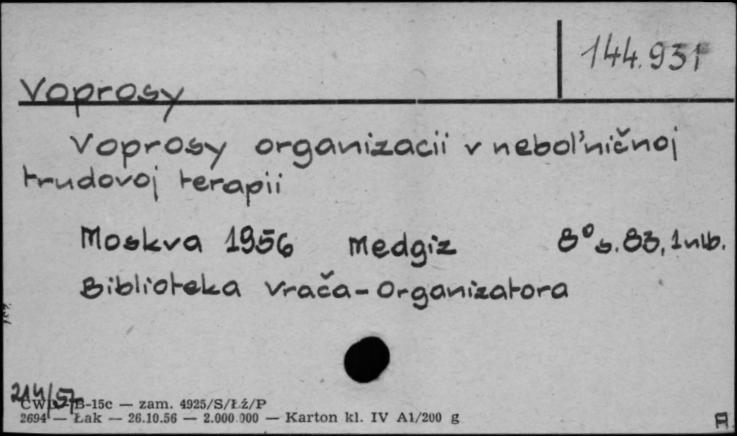 144.931
Voprosy
Voprosy organizacii v nebol'ničnoj
trudovoj terapii
Moskva 1956 Medgiz 8° s. 83, 1 nlb.
Biblioteka vrača-organizatora
214/57
B-15c — zam. 4925/S/Łż/P
2694 — Łak — 26.10.56 — 2.000.000 — Karton kl. IV A1/200 g